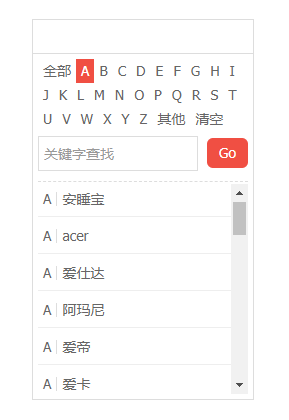 全部 A B C D E F G H I
J K L M N O P Q R S T
U V W X Y Z 其他 清空
关键字查找 Go
A 安睡宝
A acer
A 爱仕达
A 阿玛尼
A 爱帝
A 爱卡